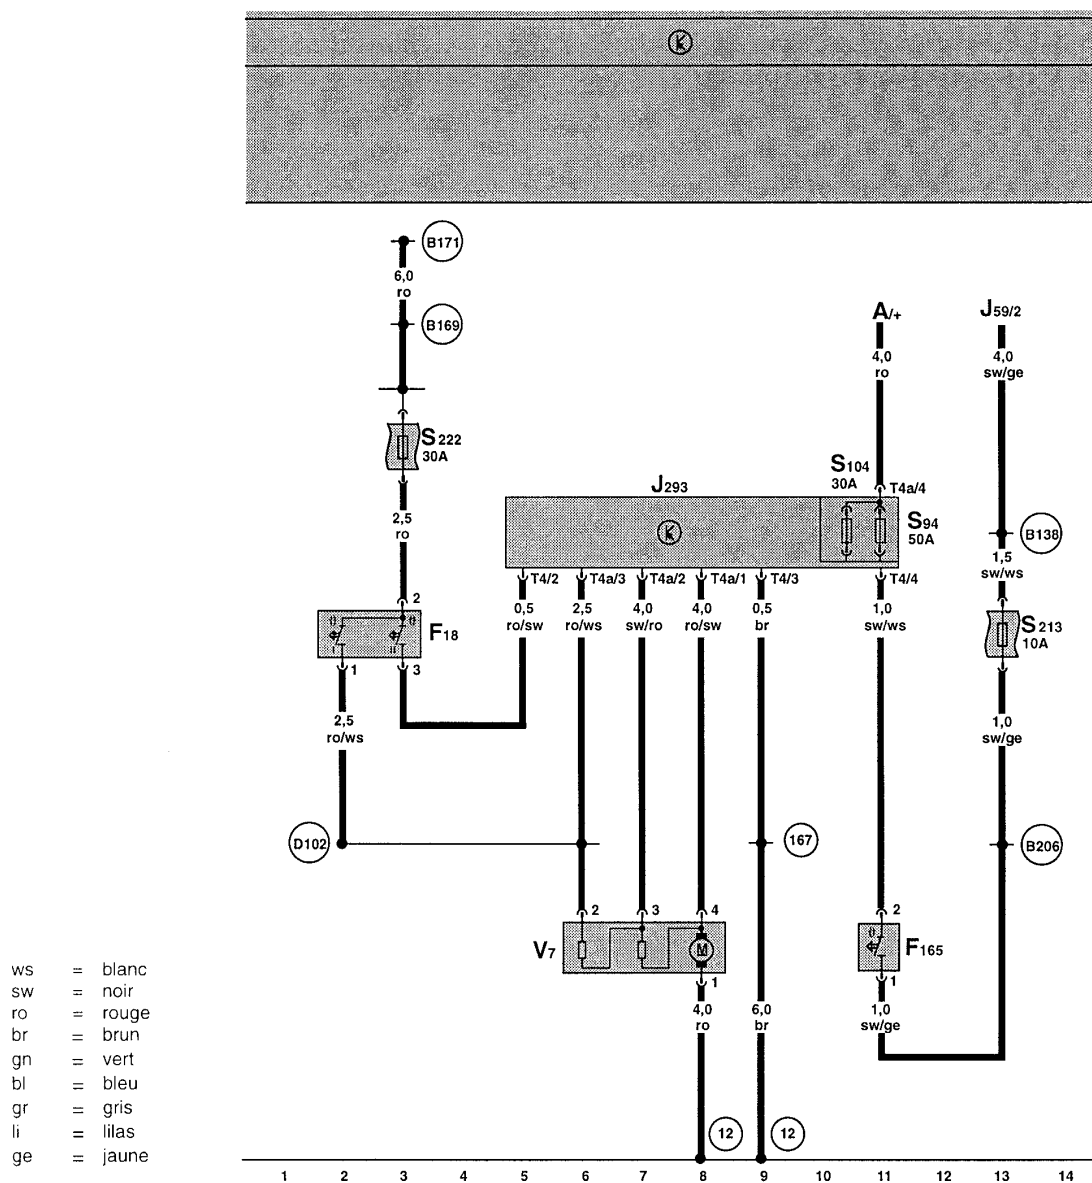 B171
6,0
ro
B169
A/+
J59/2
4,0
ro
4,0
sw/ge
S222
30A
S104
30A
J293
T4a/4
2,5
ro
S94
50A
B138
1,5
sw/ws
T4/2
T4a/3
T4a/2
T4a/1
T4/3
T4/4
2
0,5
ro/sw
2,5
ro/ws
4,0
sw/ro
4,0
ro/sw
0,5
br
1,0
sw/ws
F18
S213
10A
1
3
2,5
ro/ws
1,0
sw/ge
D102
167
B206
2
3
4
2
V7
M
F165
1
1
ws = blanc
sw = noir
ro = rouge
br = brun
gn = vert
bl = bleu
gr = gris
li = lilas
ge = jaune
4,0
ro
6,0
br
1,0
sw/ge
12
12
1 2 3 4 5 6 7 8 9 10 11 12 13 14